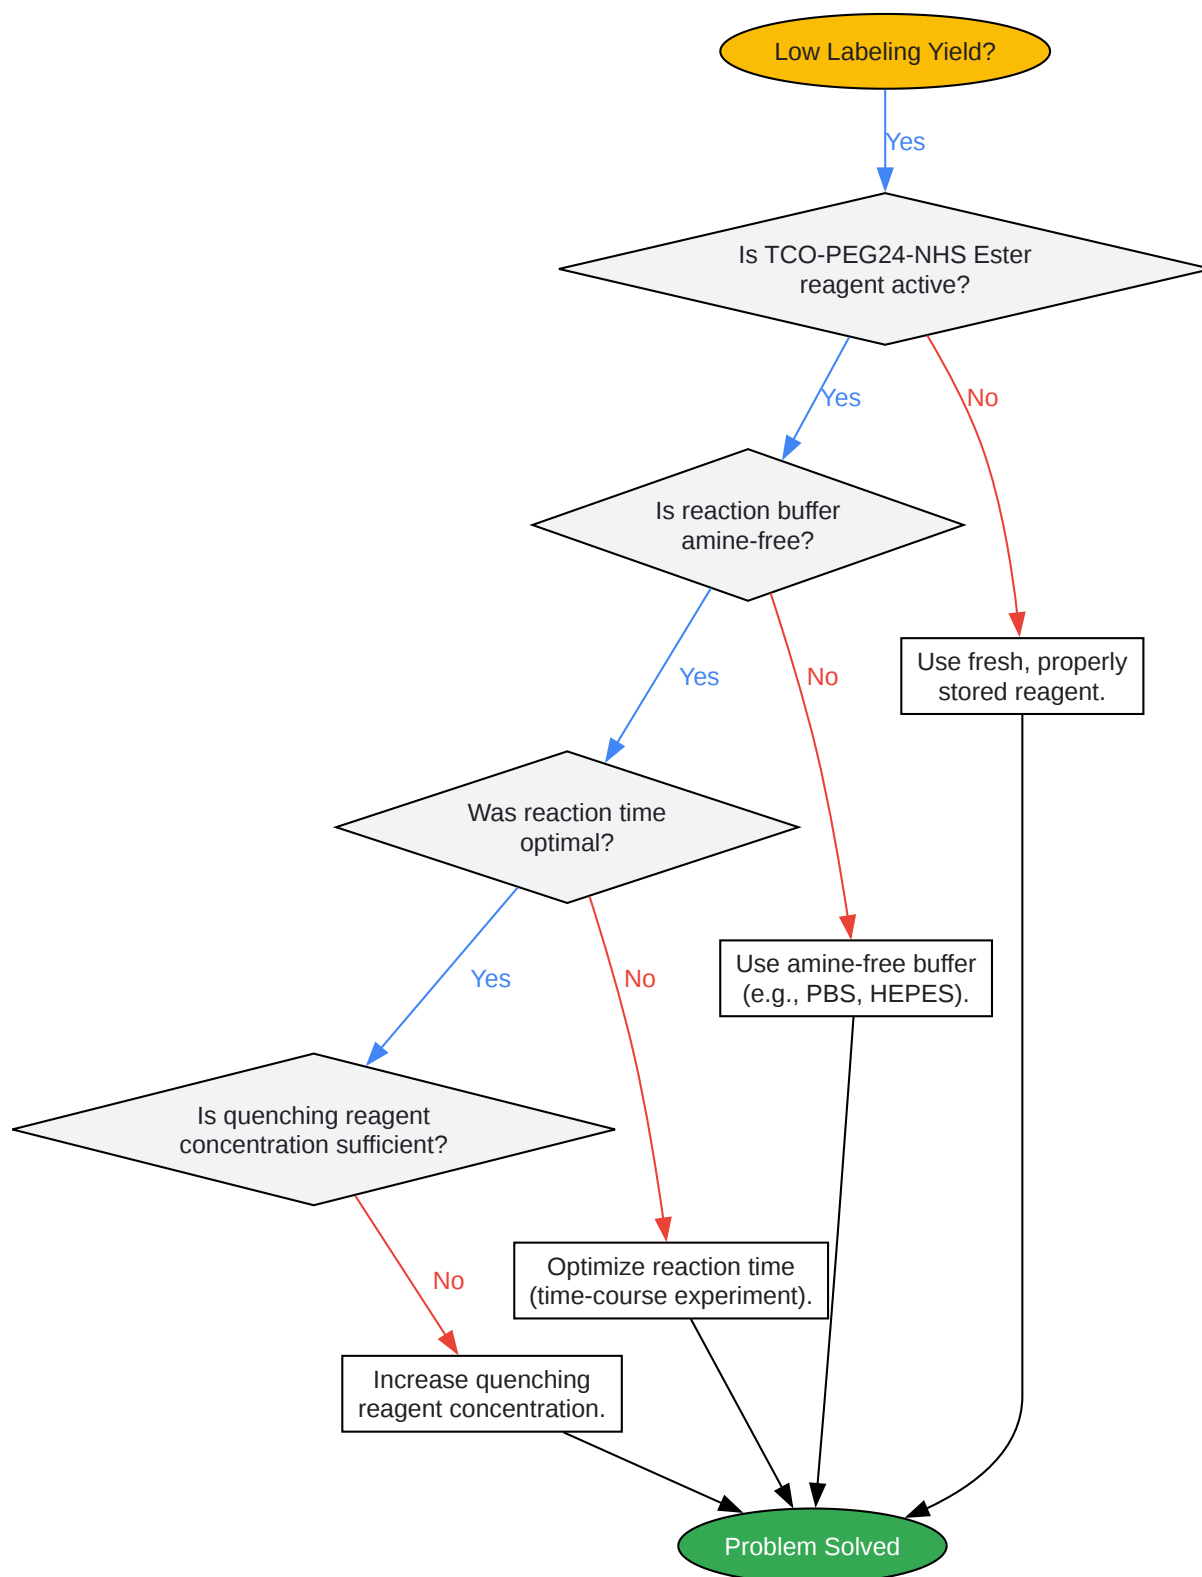 Low Labeling Yield?
Yes
Is TCO-PEG24-NHS Ester
reagent active?
Yes
No
Is reaction buffer
amine-free?
Yes
No
Use fresh, properly
stored reagent.
Was reaction time
optimal?
Yes
No
Use amine-free buffer
(e.g., PBS, HEPES).
Is quenching reagent
concentration sufficient?
No
Optimize reaction time
(time-course experiment).
Increase quenching
reagent concentration.
Problem Solved